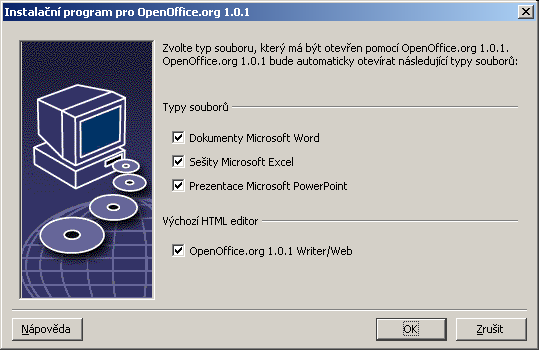 Instalační program pro OpenOffice.org 1.0.1
Zvolte typ souboru, který má být otevřen pomocí OpenOffice.org 1.0.1.
OpenOffice.org 1.0.1 bude automaticky otevírat následující typy souborů:
Typy souborů
Dokumenty Microsoft Word
Sešity Microsoft Excel
Prezentace Microsoft PowerPoint
Výchozí HTML editor
OpenOffice.org 1.0.1 Writer/Web
Nápověda
OK
Zrušit